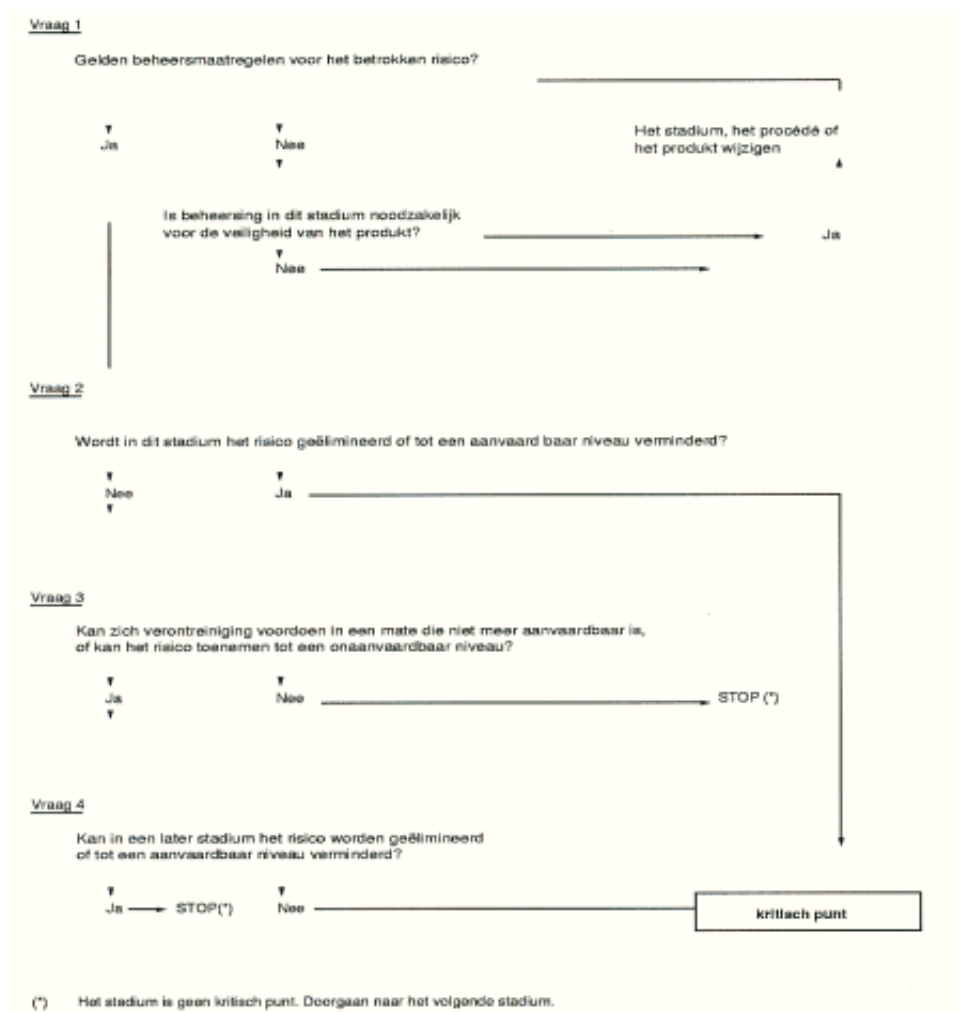 Vraag 1
Gelden beheersmaatregelen voor het betrokken risico?
Ja
Nee
Het stadium, het procédé of
het produkt wijzigen
Is beheersing in dit stadium noodzakelijk
voor de veiligheid van het produkt?
Ja
Nee
Vraag 2
Wordt in dit stadium het risico geëlimineerd of tot een aanvaard baar niveau verminderd?
Nee
Ja
Vraag 3
Kan zich verontreiniging voordoen in een mate die niet meer aanvaardbaar is,
of kan het risico toenemen tot een onaanvaardbaar niveau?
Ja
Nee
STOP (*)
Vraag 4
Kan in een later stadium het risico worden geëlimineerd
of tot een aanvaardbaar niveau verminderd?
Ja
STOP(*)
Nee
kritisch punt
(*) Het stadium is geen kritisch punt. Doorgaan naar het volgende stadium.